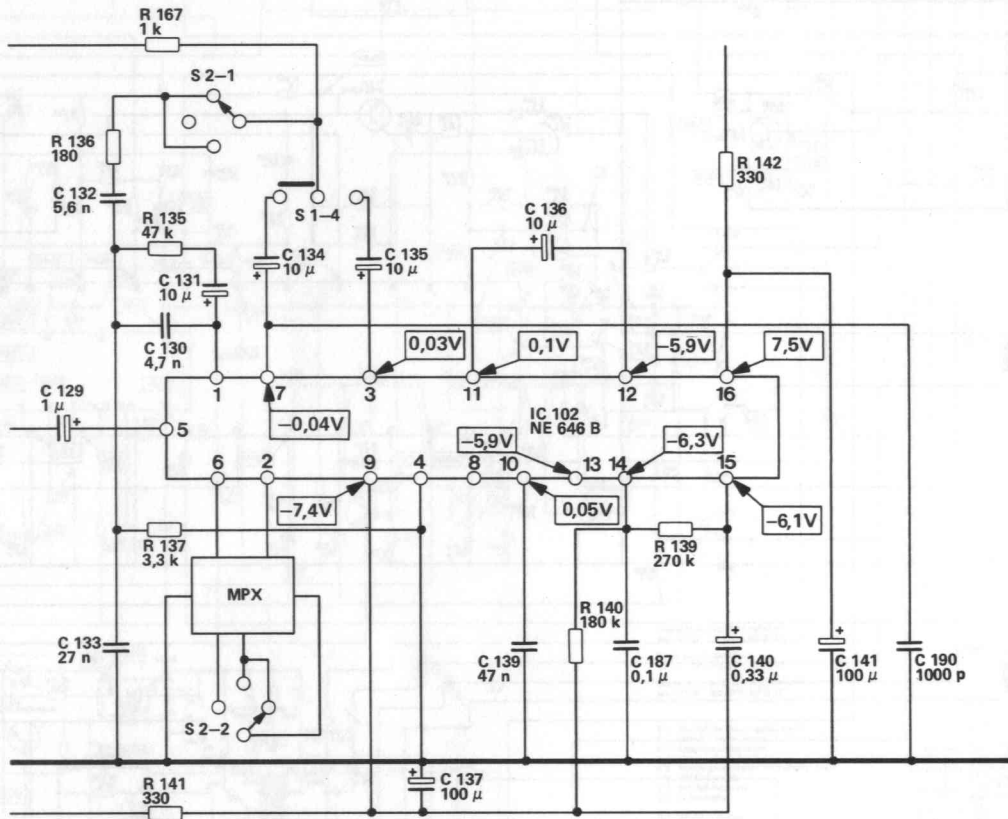 R 167
1 k
S 2–1
R 136
180
C 132
5,6 n
R 135
47 k
C 131
10 µ
+
C 130
4,7 n
S 1–4
C 134
10 µ
+
C 135
10 µ
+
C 136
10 µ
+
R 142
330
0,03V
0,1V
–5,9V
7,5V
1
7
3
11
12
16
C 129
1 µ
+
5
–0,04V
IC 102
NE 646 B
–5,9V
–6,3V
6
2
9
4
8
10
13
14
15
–7,4V
0,05V
–6,1V
R 137
3,3 k
R 139
270 k
MPX
R 140
180 k
C 133
27 n
C 139
47 n
C 187
0,1 µ
+
C 140
0,33 µ
+
C 141
100 µ
C 190
1000 p
S 2–2
R 141
330
+
C 137
100 µ